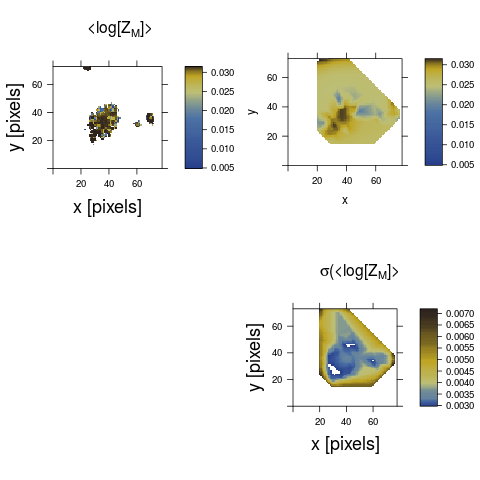 <log[Z_M]>
60
40
20
20 40 60
x [pixels]
y [pixels]
0.030
0.025
0.020
0.015
0.010
0.005
60
40
20
20 40 60
x
y
0.030
0.025
0.020
0.015
0.010
0.005
σ(<log[Z_M]>
60
40
20
20 40 60
x [pixels]
y [pixels]
0.0070
0.0065
0.0060
0.0055
0.0050
0.0045
0.0040
0.0035
0.0030